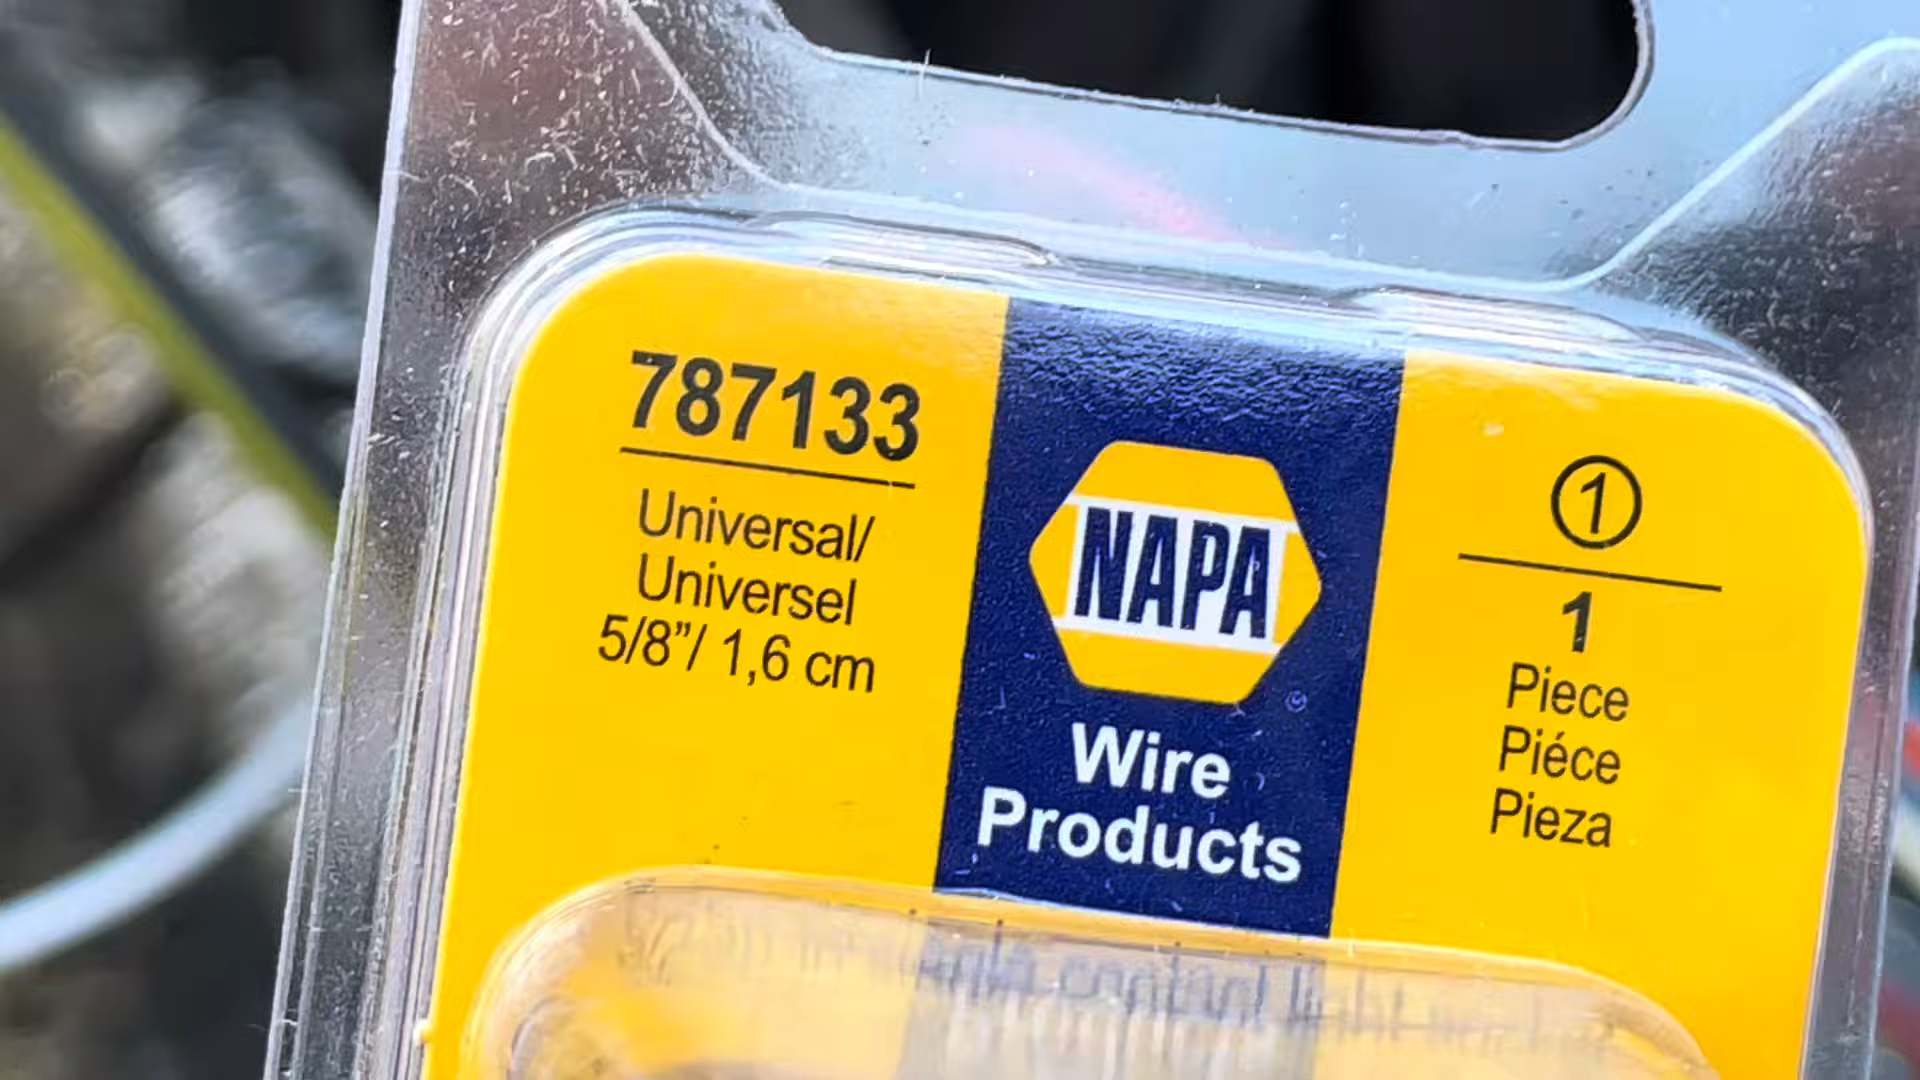 787133
Universal/
Universel
5/8”/ 1,6 cm
NAPA
Wire
Products
1
1
Piece
Piéce
Pieza